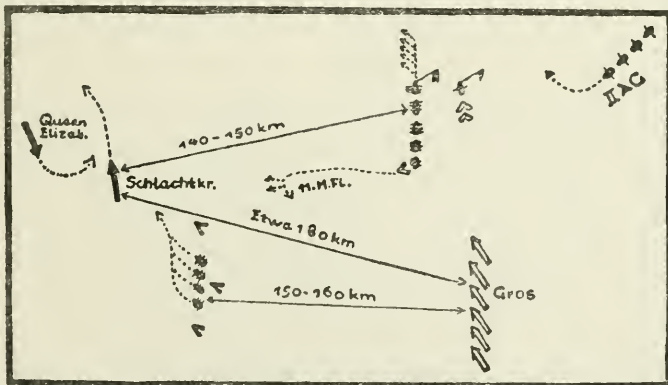 II AG
Queen
Elizab.
140-150 km
Schlachtkr.
Etwa 180 km
150-160 km
Gros